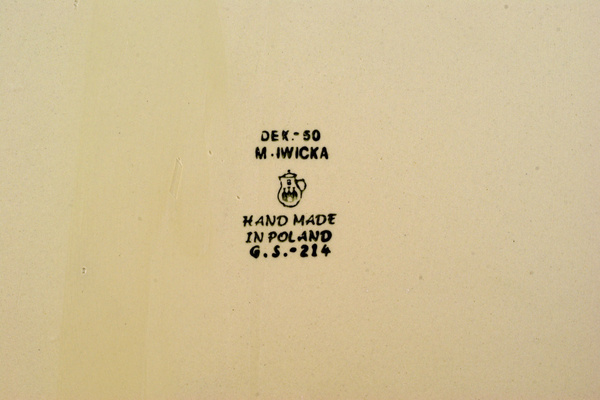 DEK.-50
M.IWICKA
HAND MADE
IN POLAND
G.S.-214